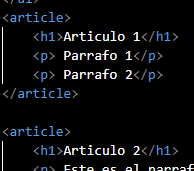 </ul>
<article>
<h1>Articulo 1</h1>
<p> Parrafo 1</p>
<p> Parrafo 2</p>
</article>
<article>
<h1>Articulo 2</h1>
<p> Este es el parraf